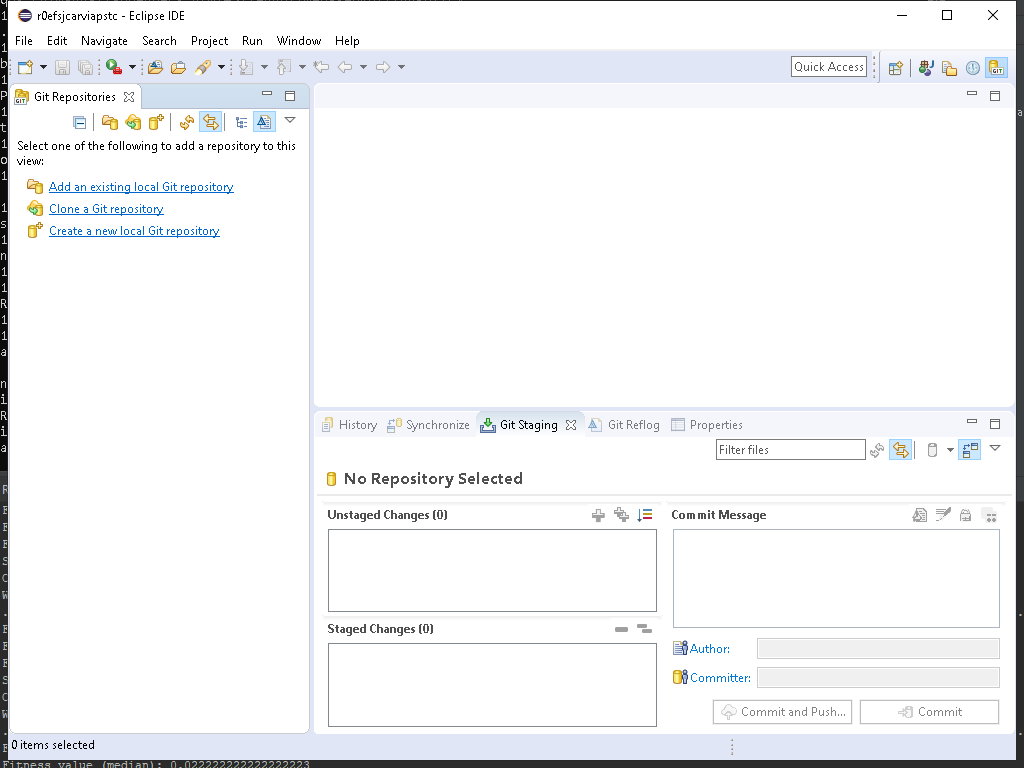 r0efsjcarviapstc - Eclipse IDE
File Edit Navigate Search Project Run Window Help
Quick Access
Git Repositories
Select one of the following to add a repository to this
view:
Add an existing local Git repository
Clone a Git repository
Create a new local Git repository
History Synchronize Git Staging Git Reflog Properties
Filter files
No Repository Selected
Unstaged Changes (0)
Commit Message
Staged Changes (0)
Author:
Committer:
Commit and Push...
Commit
0 items selected
Fitness value (median): 0.022222222222222223